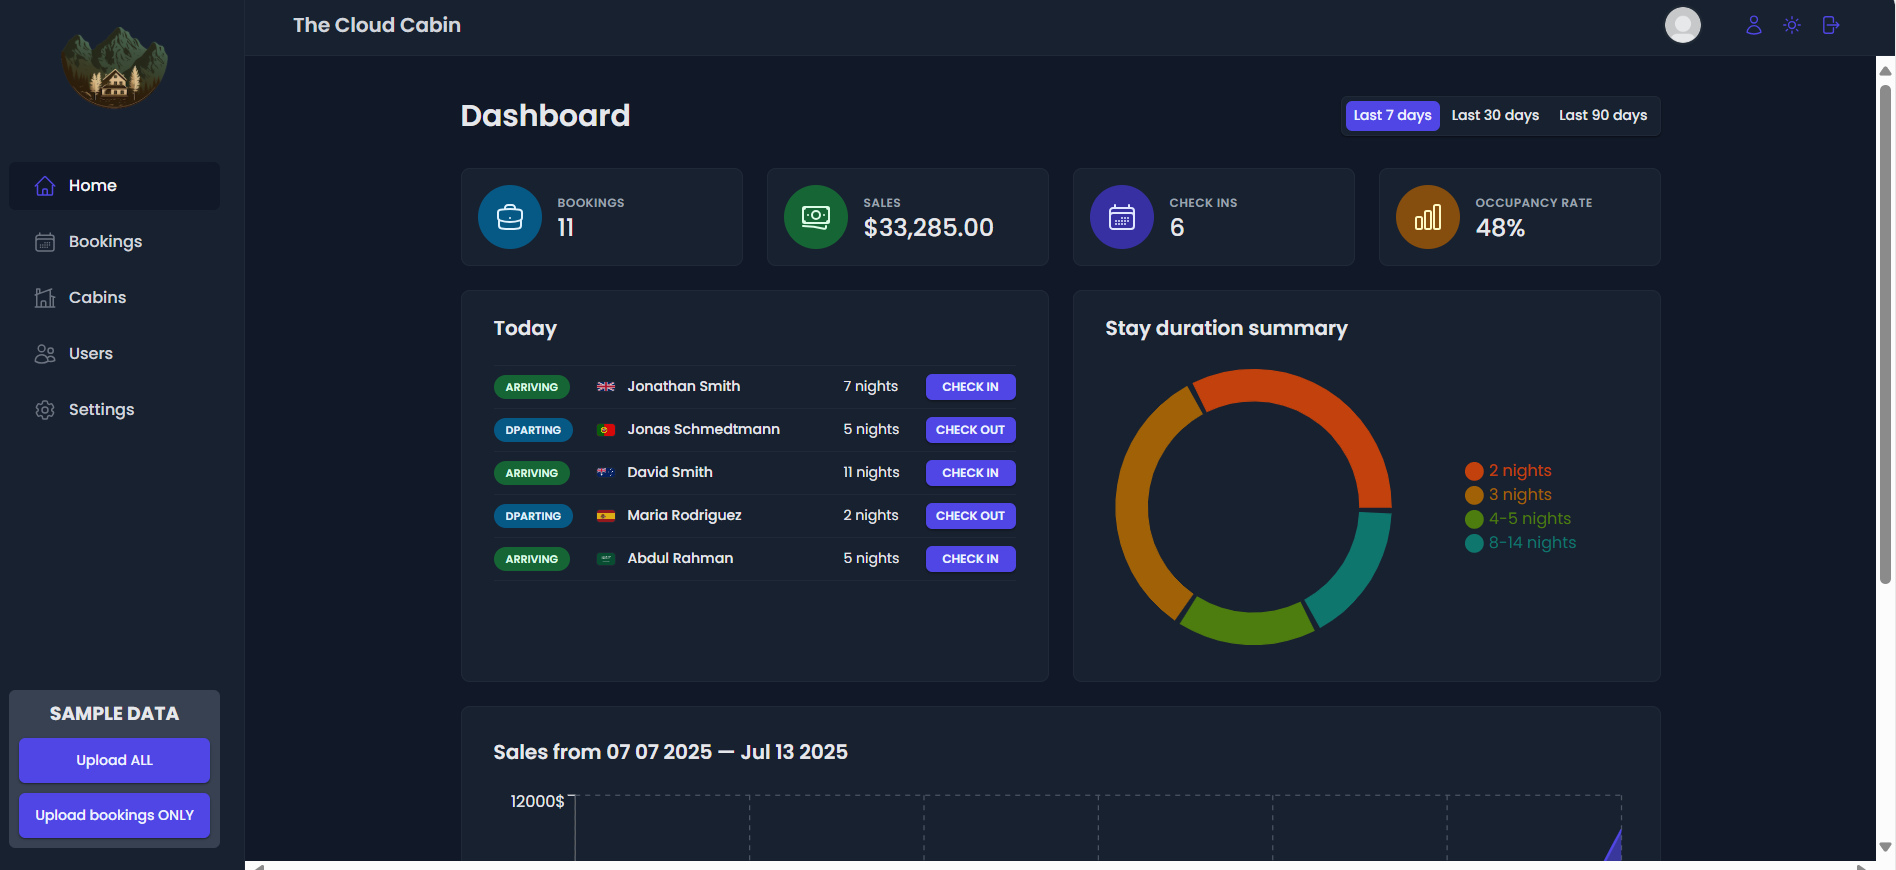 The Cloud Cabin
Home
Bookings
Cabins
Users
Settings
SAMPLE DATA
Upload ALL
Upload bookings ONLY
Dashboard
Last 7 days Last 30 days Last 90 days
BOOKINGS
11
SALES
$33,285.00
CHECK INS
6
OCCUPANCY RATE
48%
Today
ARRIVING Jonathan Smith 7 nights CHECK IN
DPARTING Jonas Schmedtmann 5 nights CHECK OUT
ARRIVING David Smith 11 nights CHECK IN
DPARTING Maria Rodriguez 2 nights CHECK OUT
ARRIVING Abdul Rahman 5 nights CHECK IN
Stay duration summary
2 nights
3 nights
4-5 nights
8-14 nights
Sales from 07 07 2025 — Jul 13 2025
12000$